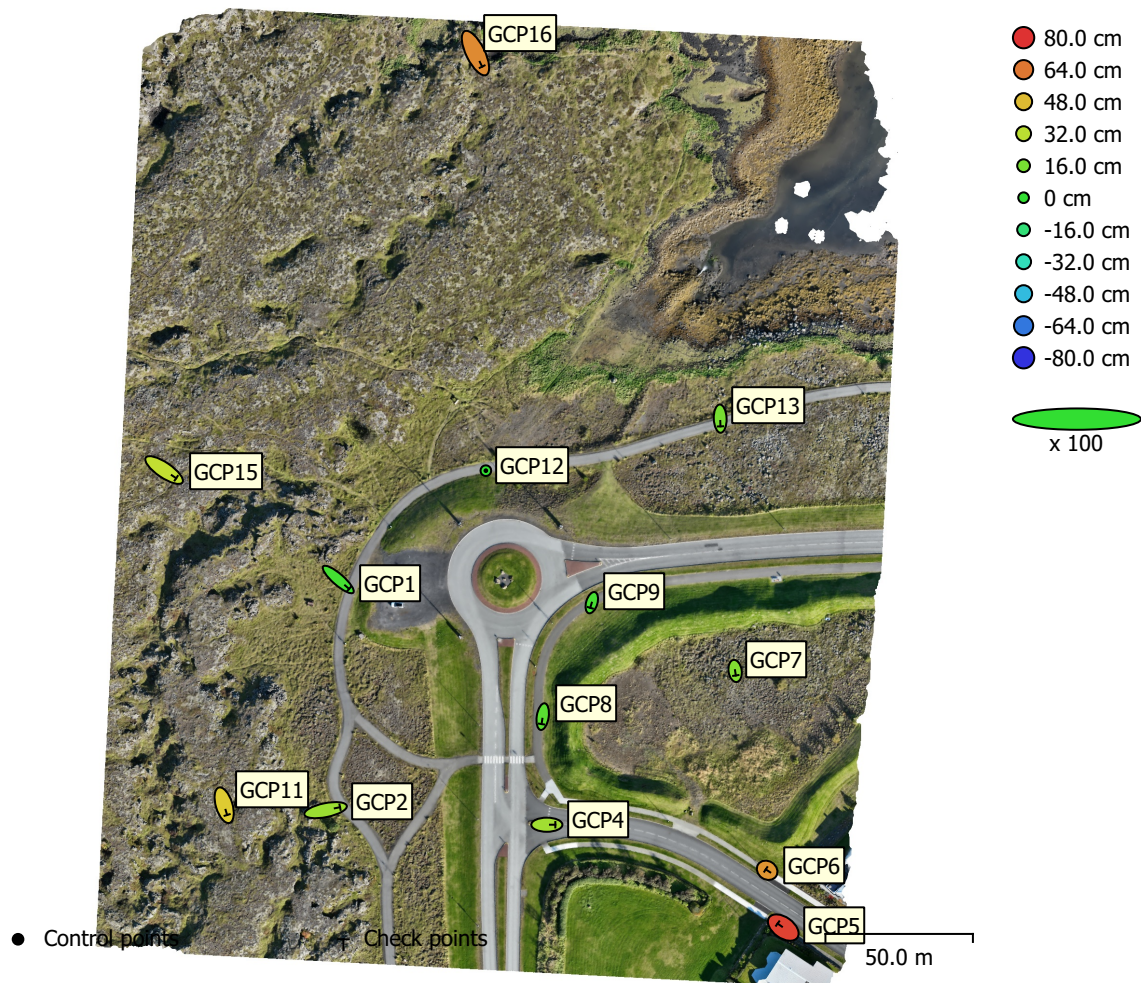 GCP16
80.0 cm
64.0 cm
48.0 cm
32.0 cm
16.0 cm
0 cm
-16.0 cm
-32.0 cm
-48.0 cm
-64.0 cm
-80.0 cm
x 100
GCP13
GCP12
GCP15
GCP1
GCP9
GCP7
GCP8
GCP11
GCP2
GCP4
GCP6
GCP5
Control points
Check points
50.0 m